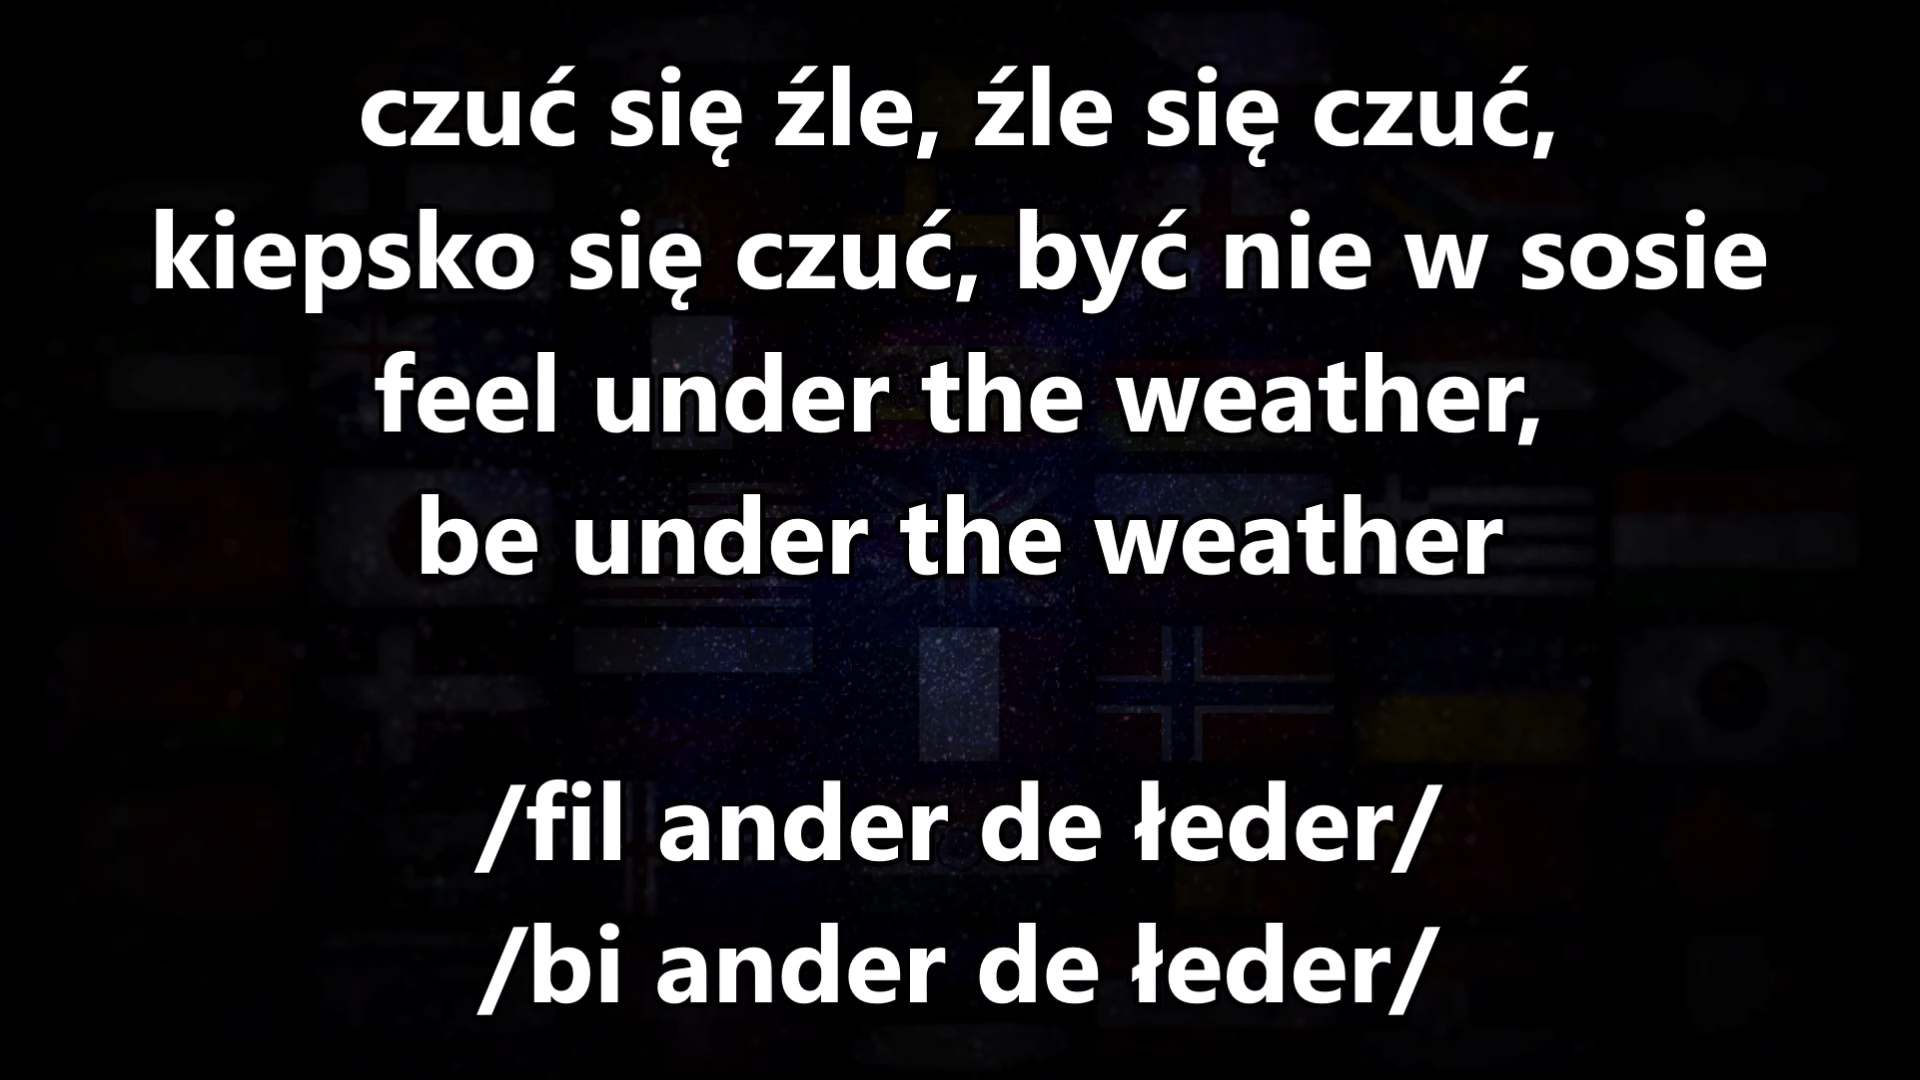 czuć się źle, źle się czuć,
kiepsko się czuć, być nie w sosie
feel under the weather,
be under the weather
/fil ander de łeder/
/bi ander de łeder/